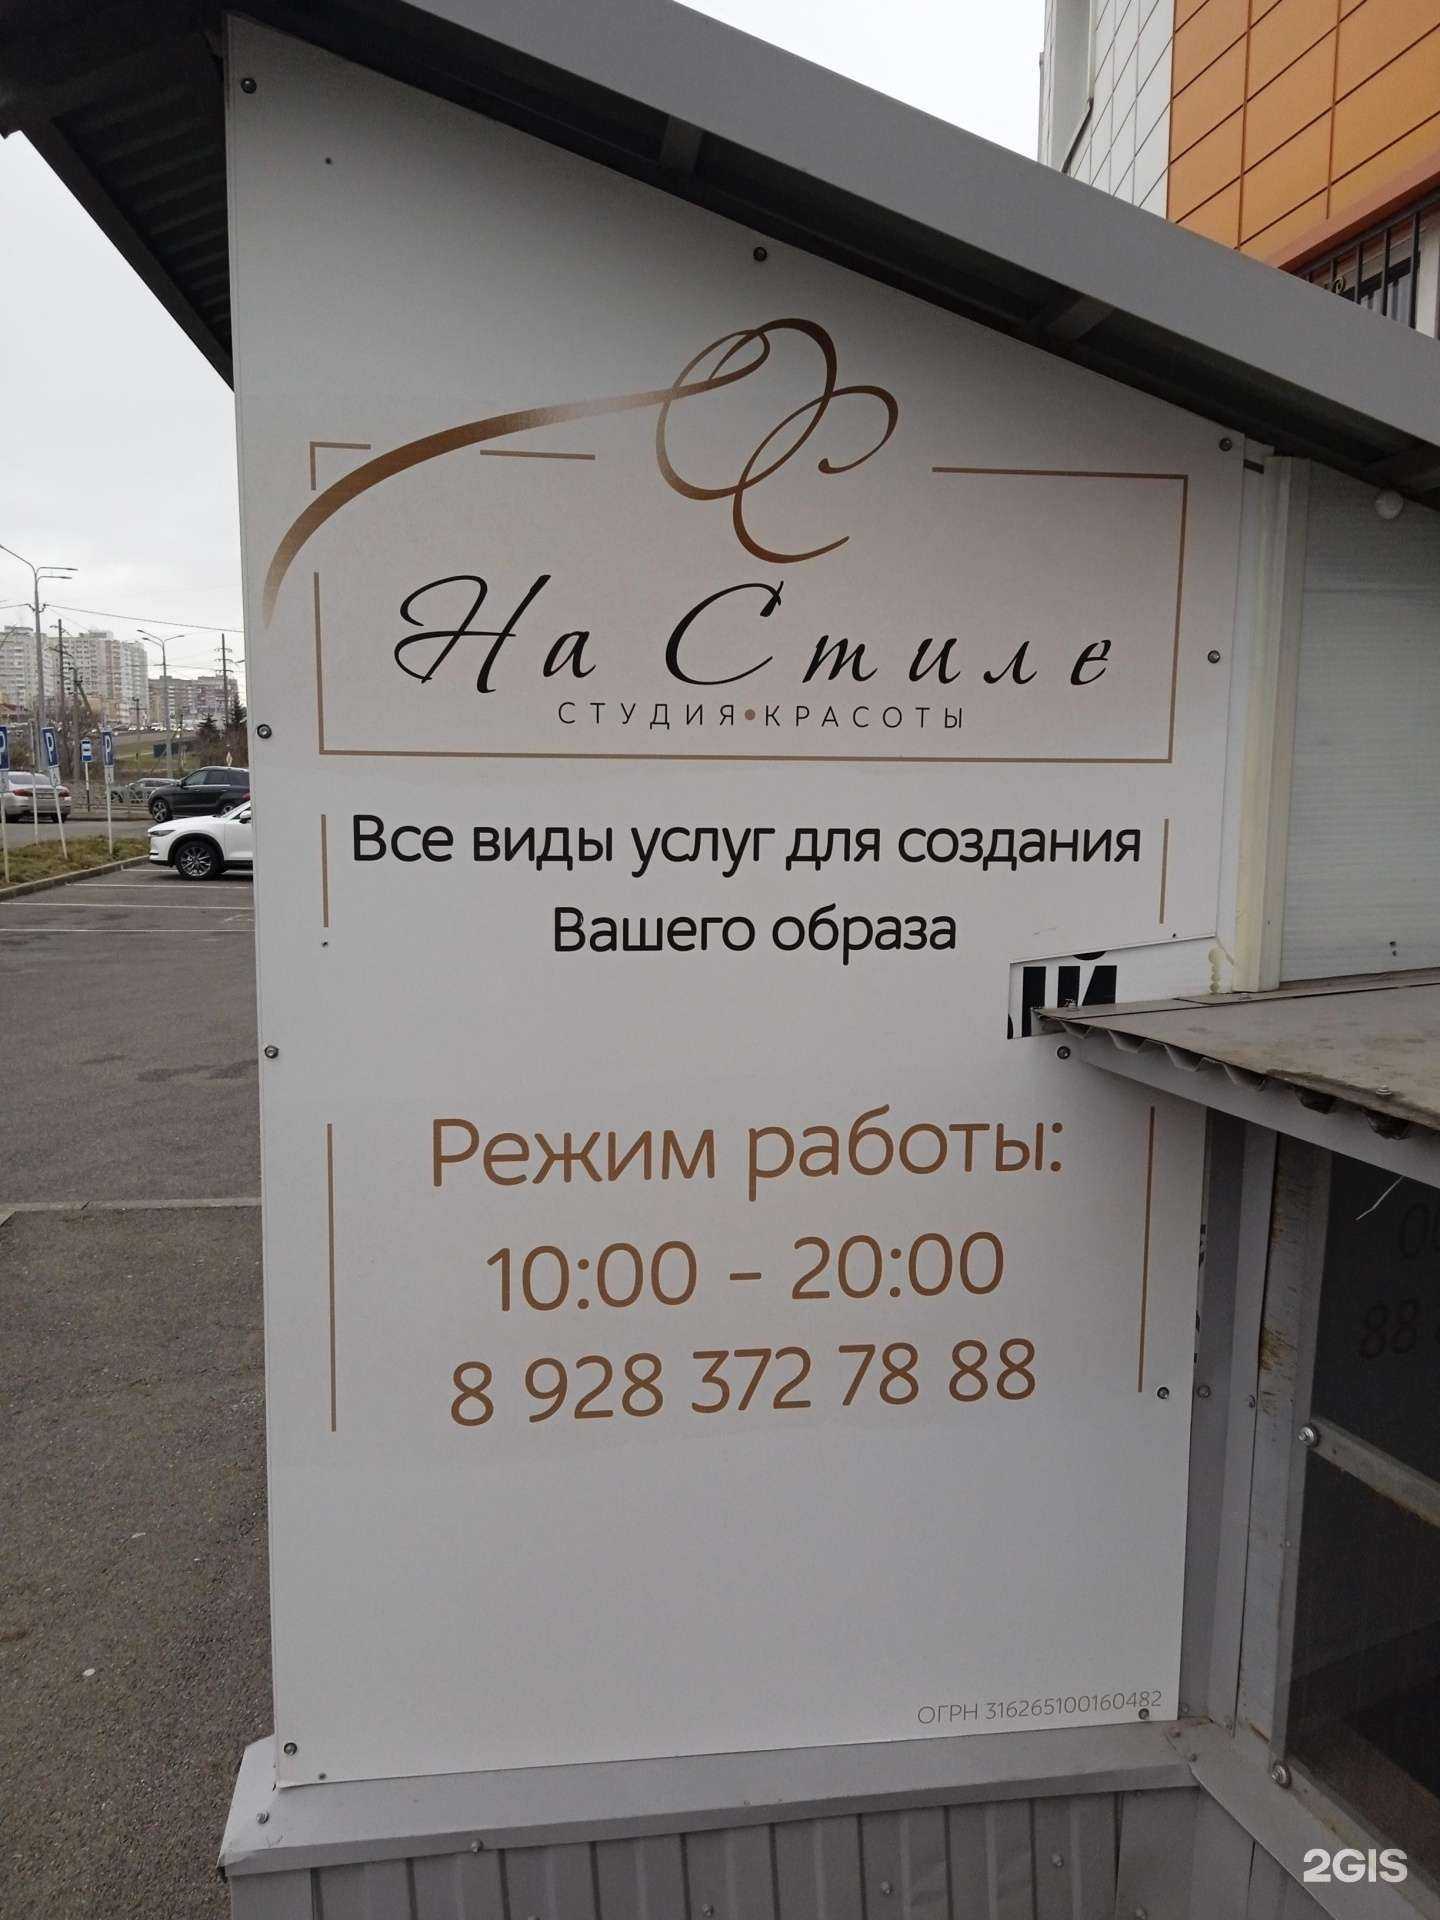 На Стиле
СТУДИЯ•КРАСОТЫ
Все виды услуг для создания
Вашего образа
Режим работы:
10:00 - 20:00
8 928 372 78 88
ОГРН 316265100160482
2GIS